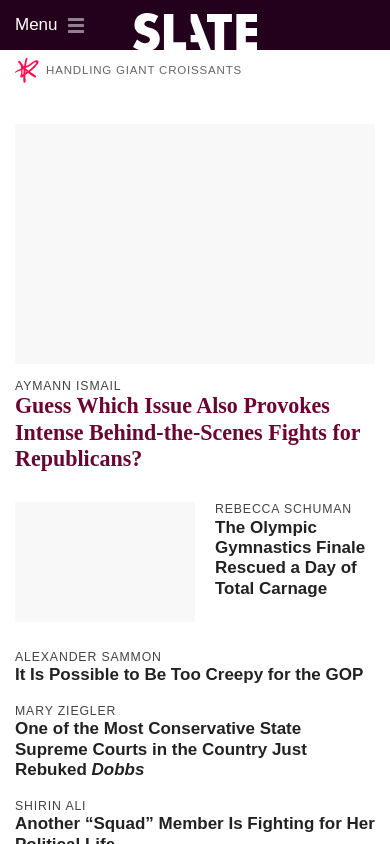 Menu
SLATE
HANDLING GIANT CROISSANTS
AYMANN ISMAIL
Guess Which Issue Also Provokes
Intense Behind-the-Scenes Fights for
Republicans?
REBECCA SCHUMAN
The Olympic
Gymnastics Finale
Rescued a Day of
Total Carnage
ALEXANDER SAMMON
It Is Possible to Be Too Creepy for the GOP
MARY ZIEGLER
One of the Most Conservative State
Supreme Courts in the Country Just
Rebuked Dobbs
SHIRIN ALI
Another “Squad” Member Is Fighting for Her
Political Life